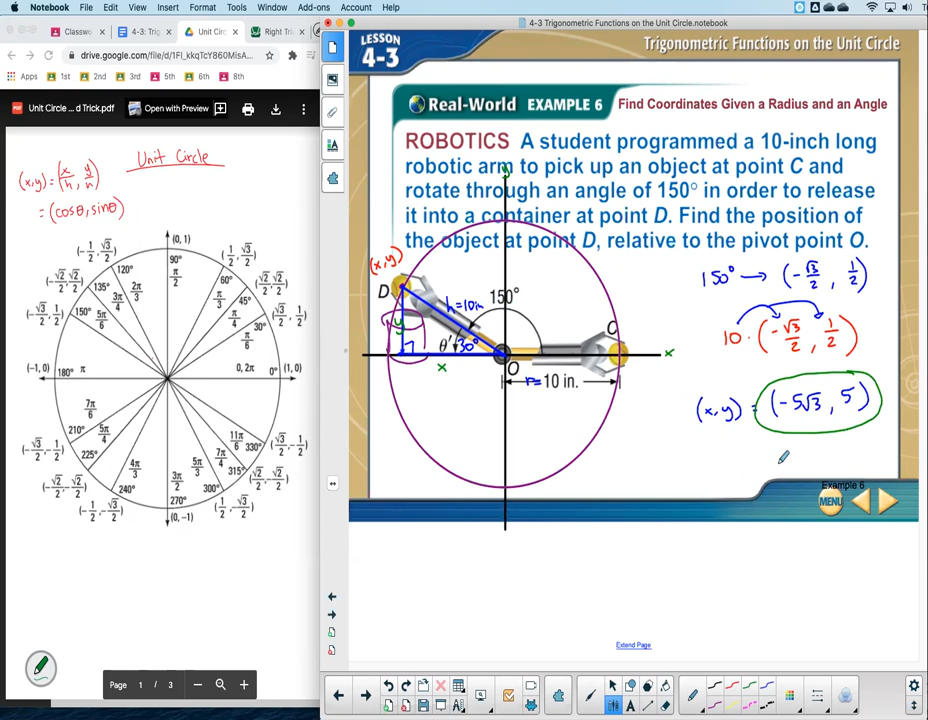 Notebook File Edit View Insert Format Tools Window Add-ons Account Help
Classwo
4-3: Trig
Unit Circ
Right Tri
4-3 Trigonometric Functions on the Unit Circle.notebook
drive.google.com/file/d/1FI_kkqTcY860MisA...
Apps 1st 2nd 3rd 5th 6th 8th
PDF Unit Circle ... d Trick.pdf Open with Preview
Unit Circle
(x,y) = (x/h, y/h)
= (cosθ, sinθ)
(0, 1)
90°
π/2
(-1/2, √3/2)
120°
2π/3
(1/2, √3/2)
60°
π/3
(-√2/2, √2/2)
135°
3π/4
(√2/2, √2/2)
45°
π/4
(-√3/2, 1/2)
150°
5π/6
(√3/2, 1/2)
30°
π/6
(-1, 0)
180° π
0, 2π 0°
(1, 0)
7π/6
210°
(-√3/2, -1/2)
5π/4
225°
(-√2/2, -√2/2)
4π/3
240°
(-1/2, -√3/2)
3π/2
270°
(0, -1)
5π/3
300°
(1/2, -√3/2)
7π/4
315°
(√2/2, -√2/2)
11π/6
330°
(√3/2, -1/2)
Page 1 / 3
LESSON
4-3
Trigonometric Functions on the Unit Circle
Real-World EXAMPLE 6 Find Coordinates Given a Radius and an Angle
ROBOTICS A student programmed a 10-inch long
robotic arm to pick up an object at point C and
rotate through an angle of 150° in order to release
it into a container at point D. Find the position of
the object at point D, relative to the pivot point O.
y
(x,y)
D
h=10in
150°
y
θ′
30°
C
x
x
O
r=10 in.
150° → (-√3/2, 1/2)
10 · (-√3/2, 1/2)
(x,y) = (-5√3, 5)
Example 6
MENU
Extend Page